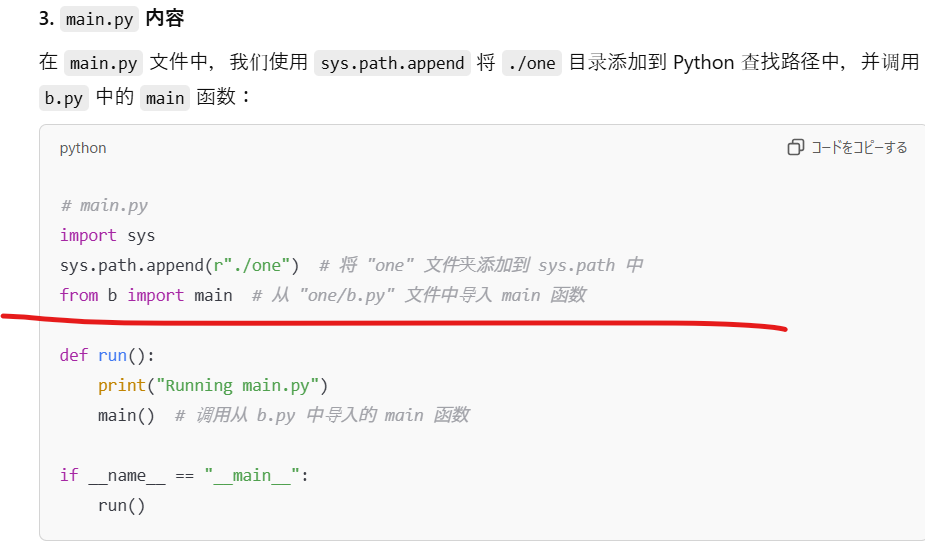 3. main.py 内容
在 main.py 文件中，我们使用 sys.path.append 将 ./one 目录添加到 Python 查找路径中，并调用
b.py 中的 main 函数：
python
コードをコピーする
# main.py
import sys
sys.path.append(r"./one")  # 将 "one" 文件夹添加到 sys.path 中
from b import main  # 从 "one/b.py" 文件中导入 main 函数
def run():
    print("Running main.py")
    main()  # 调用从 b.py 中导入的 main 函数
if __name__ == "__main__":
    run()